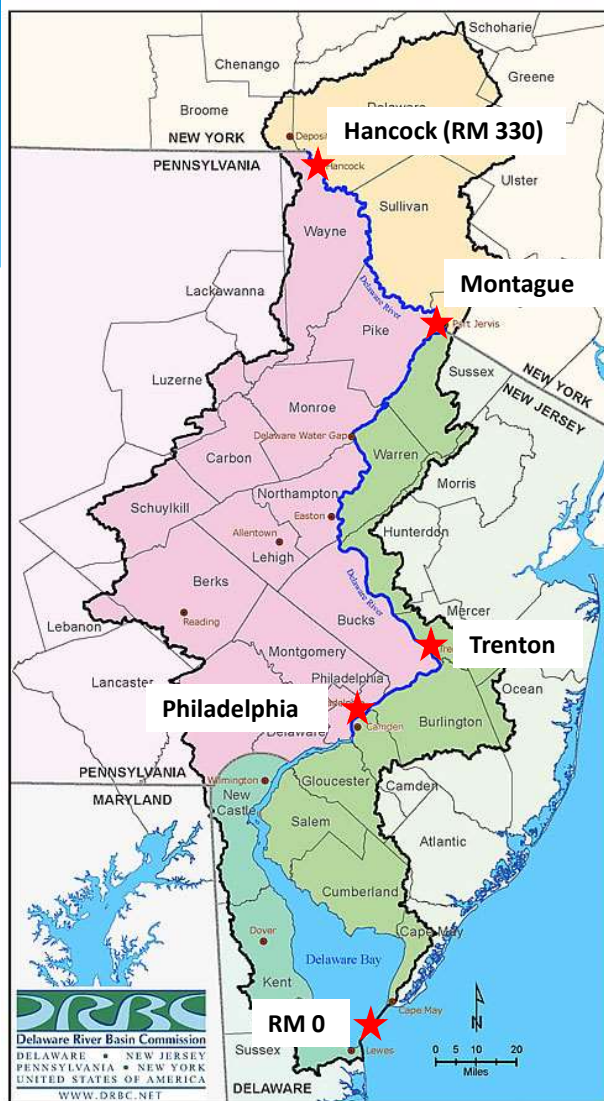 Schoharie
Chenango
Greene
Delaware
Broome
Deposit
NEW YORK
Hancock (RM 330)
PENNSYLVANIA
Hancock
Ulster
Sullivan
Wayne
Montague
Lackawanna
Delaware River
Port Jervis
Pike
Sussex
NEW YORK
NEW JERSEY
Luzerne
Monroe
Delaware Water Gap
Warren
Carbon
Morris
Northampton
Schuylkill
Easton
Hunterdon
Allentown
Lehigh
Delaware River
Berks
Mercer
Reading
Bucks
Lebanon
Trenton
Montgomery
Ocean
Lancaster
Philadelphia
Philadelphia
Burlington
Camden
Delaware
PENNSYLVANIA
Wilmington
Gloucester
MARYLAND
New
Castle
Camden
Salem
Atlantic
Cumberland
Cape May
Dover
Delaware Bay
Kent
Cape May
RM 0
N
DRBC
Delaware River Basin Commission
DELAWARE • NEW JERSEY
PENNSYLVANIA • NEW YORK
UNITED STATES OF AMERICA
WWW.DRBC.NET
Sussex
Lewes
0 5 10 20
Miles
DELAWARE